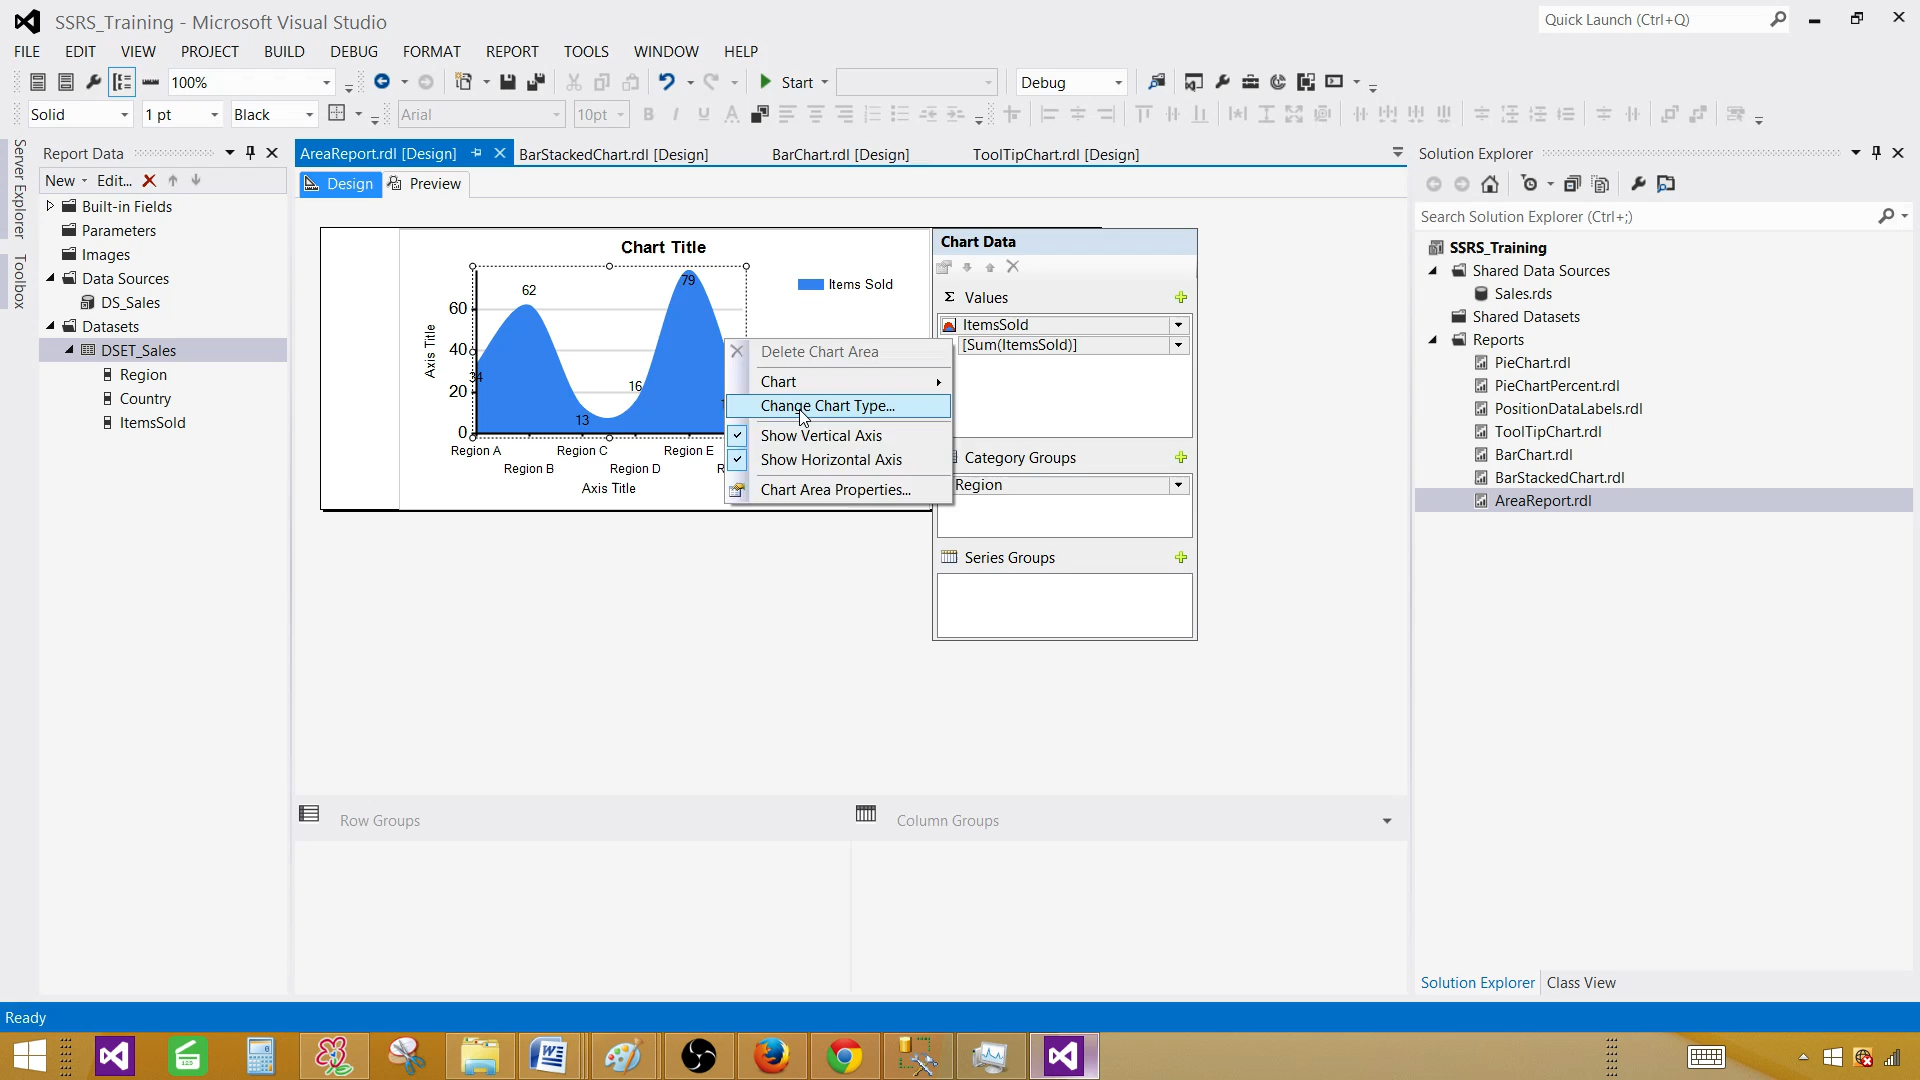 SSRS_Training - Microsoft Visual Studio
Quick Launch (Ctrl+Q)
FILE EDIT VIEW PROJECT BUILD DEBUG FORMAT REPORT TOOLS WINDOW HELP
100%
Start
Debug
Solid
1 pt
Black
Arial
10pt
B I U A
Server Explorer
Toolbox
Report Data
New Edit...
Built-in Fields
Parameters
Images
Data Sources
DS_Sales
Datasets
DSET_Sales
Region
Country
ItemsSold
AreaReport.rdl [Design]
BarStackedChart.rdl [Design]
BarChart.rdl [Design]
ToolTipChart.rdl [Design]
Design
Preview
Chart Title
Items Sold
Axis Title
60
40
20
0
34
62
13
16
79
Region A
Region B
Region C
Region D
Region E
Axis Title
Delete Chart Area
Chart
Change Chart Type...
Show Vertical Axis
Show Horizontal Axis
Chart Area Properties...
Chart Data
Σ Values
ItemsSold
[Sum(ItemsSold)]
Category Groups
Region
Series Groups
Row Groups
Column Groups
Solution Explorer
Search Solution Explorer (Ctrl+;)
SSRS_Training
Shared Data Sources
Sales.rds
Shared Datasets
Reports
PieChart.rdl
PieChartPercent.rdl
PositionDataLabels.rdl
ToolTipChart.rdl
BarChart.rdl
BarStackedChart.rdl
AreaReport.rdl
Solution Explorer
Class View
Ready